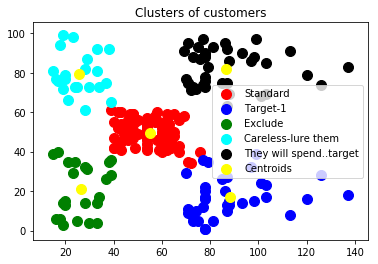 Clusters of customers
100
80
60
40
20
0
Standard
Target-1
Exclude
Careless-lure them
They will spend..target
Centroids
20
40
60
80
100
120
140